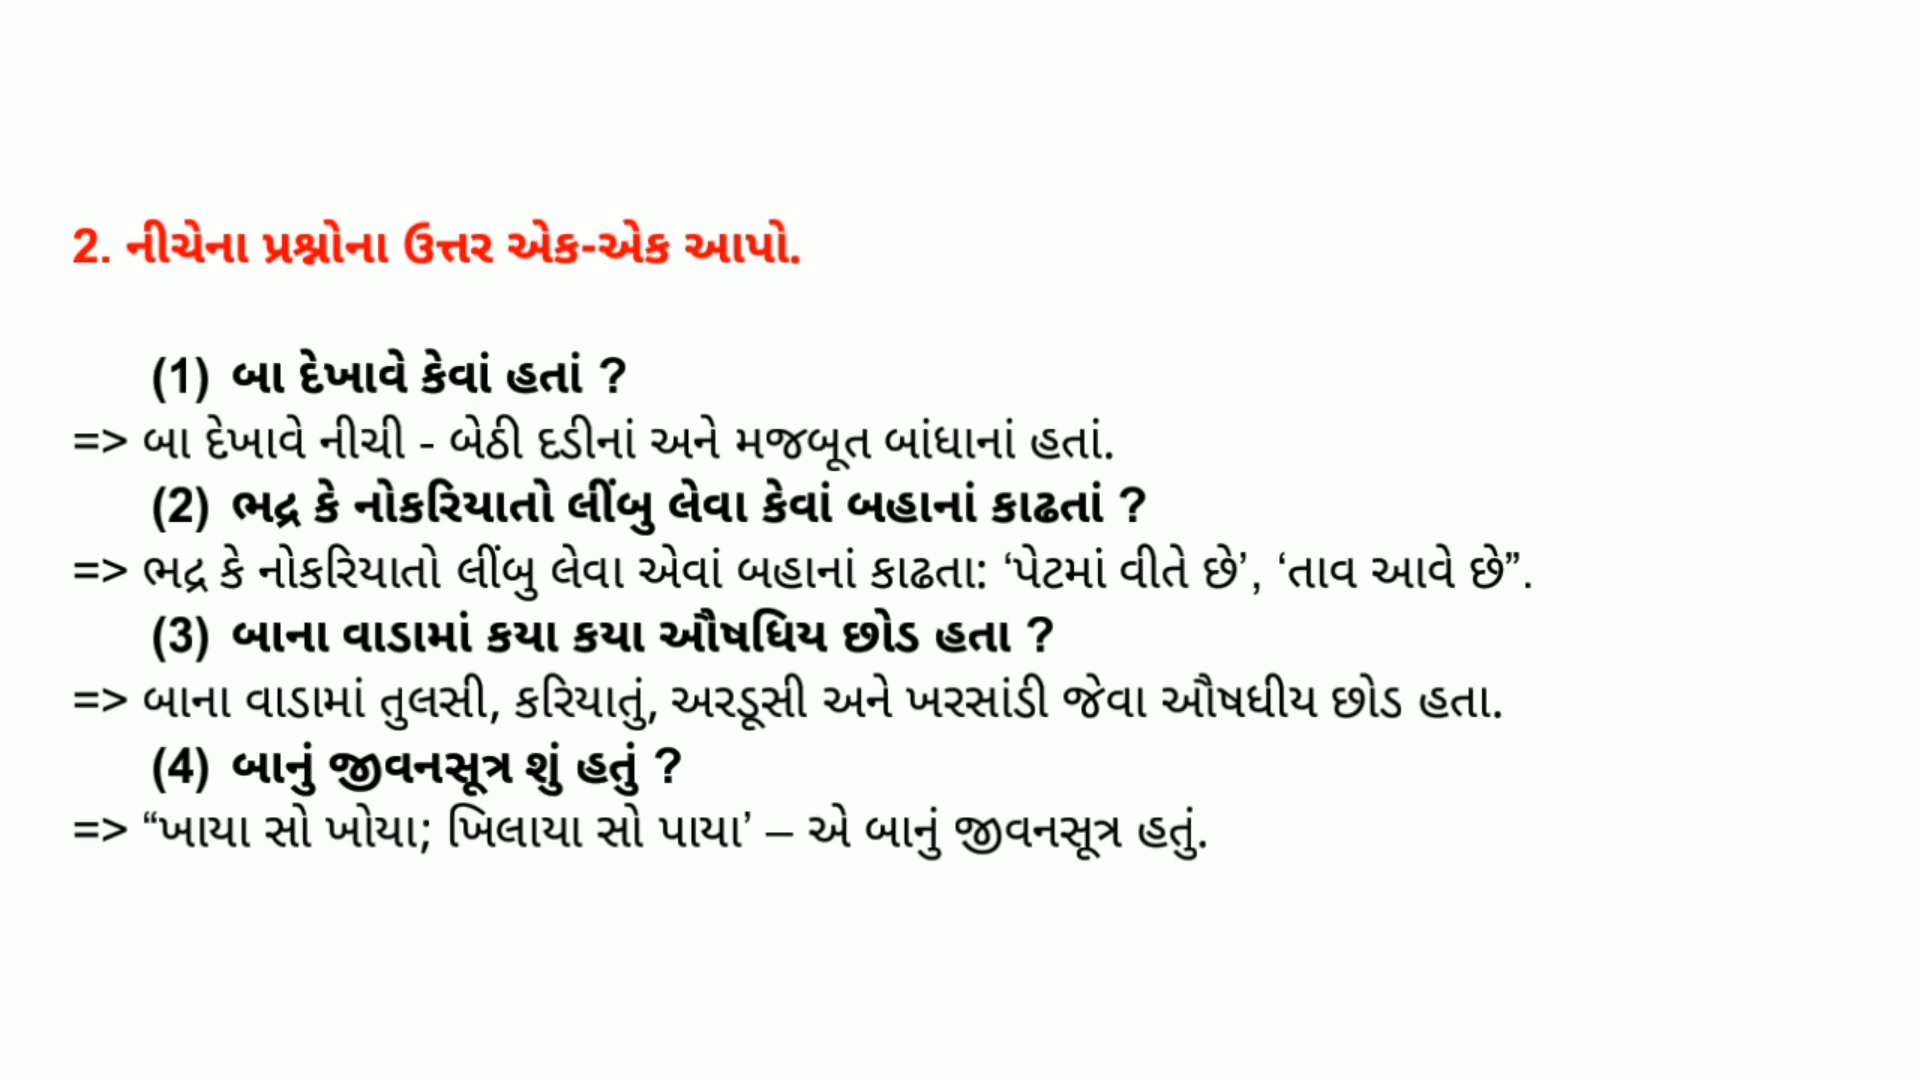 2. નીચેના પ્રશ્નોના ઉત્તર એક-એક આપો.
(1) બા દેખાવે કેવાં હતાં ?
=> બા દેખાવે નીચી - બેઠી દડીનાં અને મજબૂત બાંધાનાં હતાં.
(2) ભદ્ર કે નોકરિયાતો લીંબુ લેવા કેવાં બહાનાં કાઢતાં ?
=> ભદ્ર કે નોકરિયાતો લીંબુ લેવા એવાં બહાનાં કાઢતા: ‘પેટમાં વીતે છે’, ‘તાવ આવે છે”.
(3) બાના વાડામાં કયા કયા ઔષધિય છોડ હતા ?
=> બાના વાડામાં તુલસી, કરિયાતું, અરડૂસી અને ખરસાંડી જેવા ઔષધીય છોડ હતા.
(4) બાનું જીવનસૂત્ર શું હતું ?
=> “ખાયા સો ખોયા; ખિલાયા સો પાયા’ – એ બાનું જીવનસૂત્ર હતું.